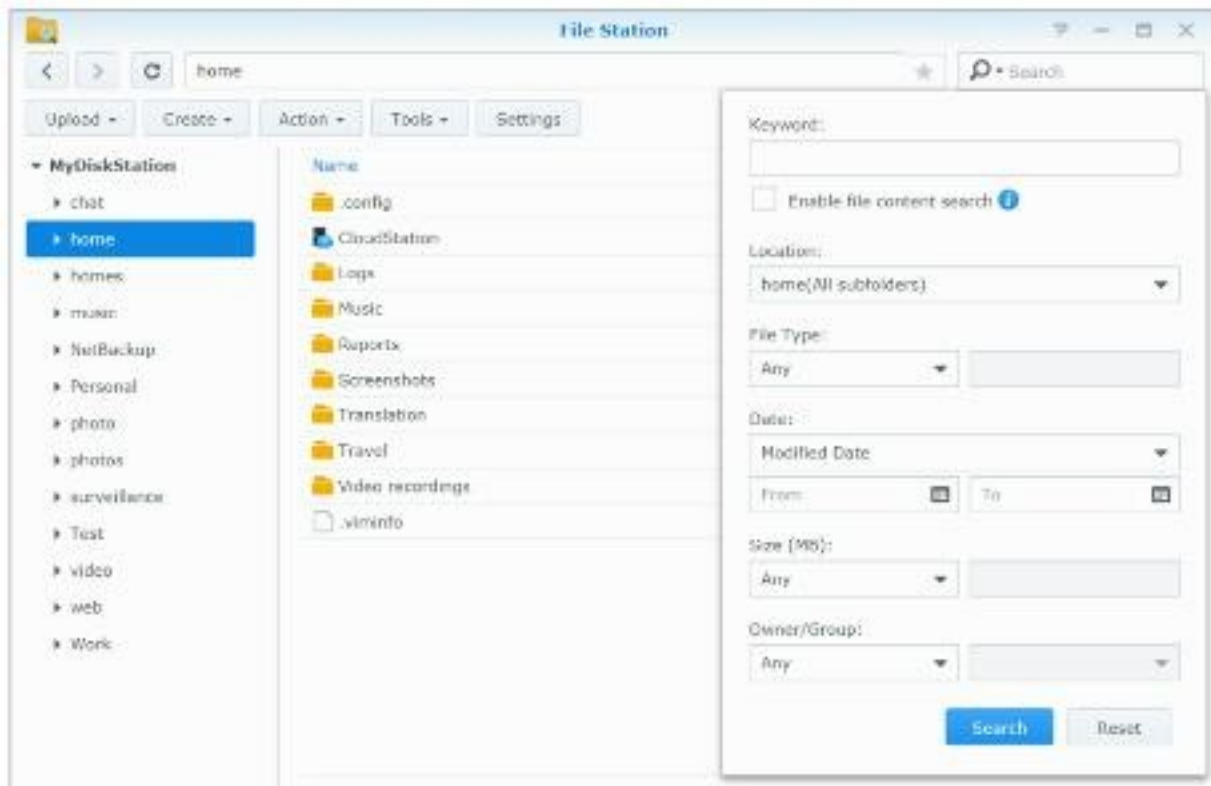 File Station
home
Search
Upload
Create
Action
Tools
Settings
MyDiskStation
chat
home
homes
music
NetBackup
Personal
photo
photos
surveillance
Test
video
web
Work
Name
.config
CloudStation
Logs
Music
Reports
Screenshots
Translation
Travel
Video recordings
.viminfo
Keyword:
Enable file content search
Location:
home(All subfolders)
File Type:
Any
Date:
Modified Date
From
To
Size (MB):
Any
Owner/Group:
Any
Search
Reset